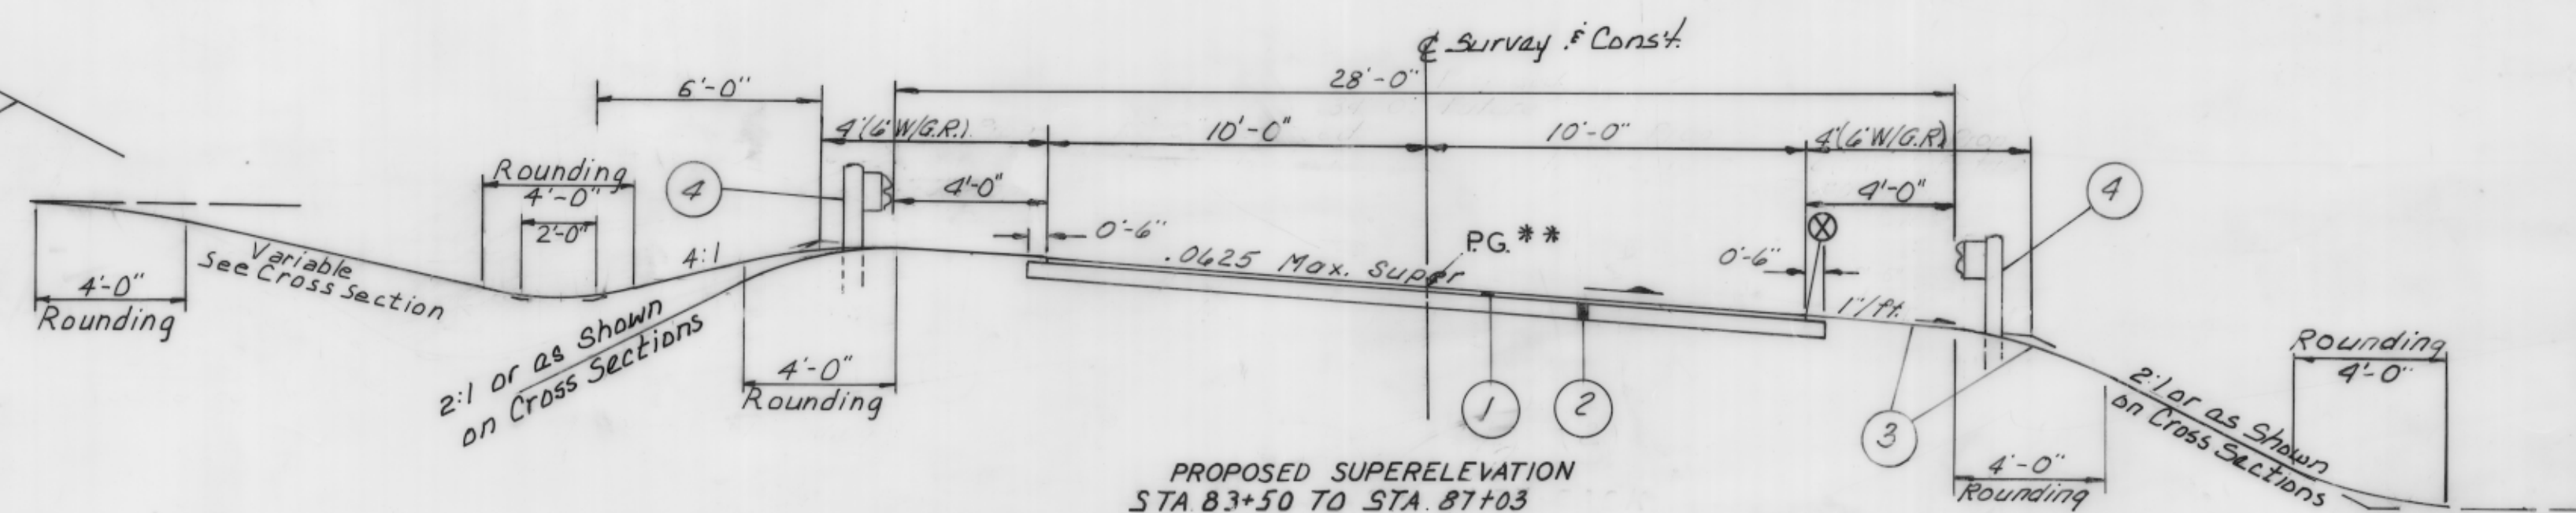 ℄ Survey & Const.
28'-0"
6'-0"
4'(6'W/G.R.)
10'-0"
10'-0"
4'(6'W/G.R.)
Rounding
4'-0"
2'-0"
4
4'-0"
4'-0"
4
0'-6"
P.G.**
0'-6"
4:1
.0625 Max. Super
1"/ft.
Variable
See Cross Section
4'-0"
Rounding
2:1 or as Shown
on Cross Sections
4'-0"
Rounding
1
2
3
Rounding
4'-0"
2:1 or as Shown
on Cross Sections
4'-0"
Rounding
PROPOSED SUPERELEVATION
STA. 83+50 TO STA. 87+03